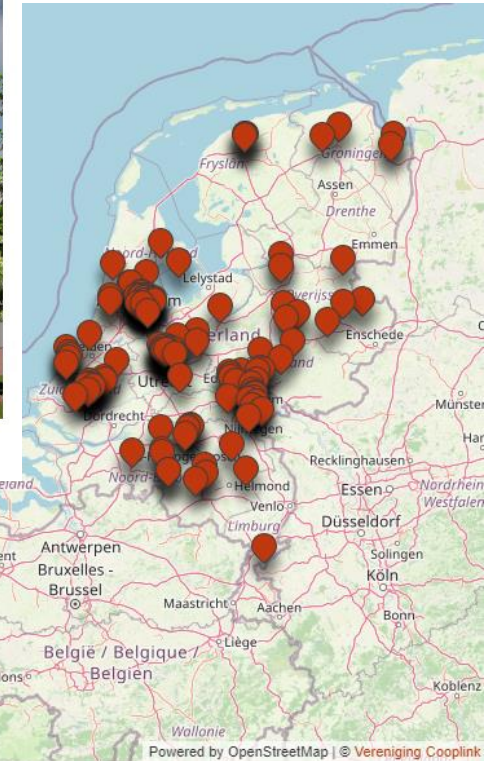 Fryslân
Groningen
Assen
Drenthe
Emmen
Lelystad
Enschede
Utrecht
Dordrecht
Münster
Nijmegen
Recklinghausen
Helmond
Essen
Nordrhein
Westfalen
Venlo
Limburg
Düsseldorf
Antwerpen
Solingen
Bruxelles -
Brussel
Köln
Maastricht
Aachen
Bonn
Liège
België / Belgique /
Belgien
Koblenz
Wallonie
Powered by OpenStreetMap | © Vereniging Cooplink